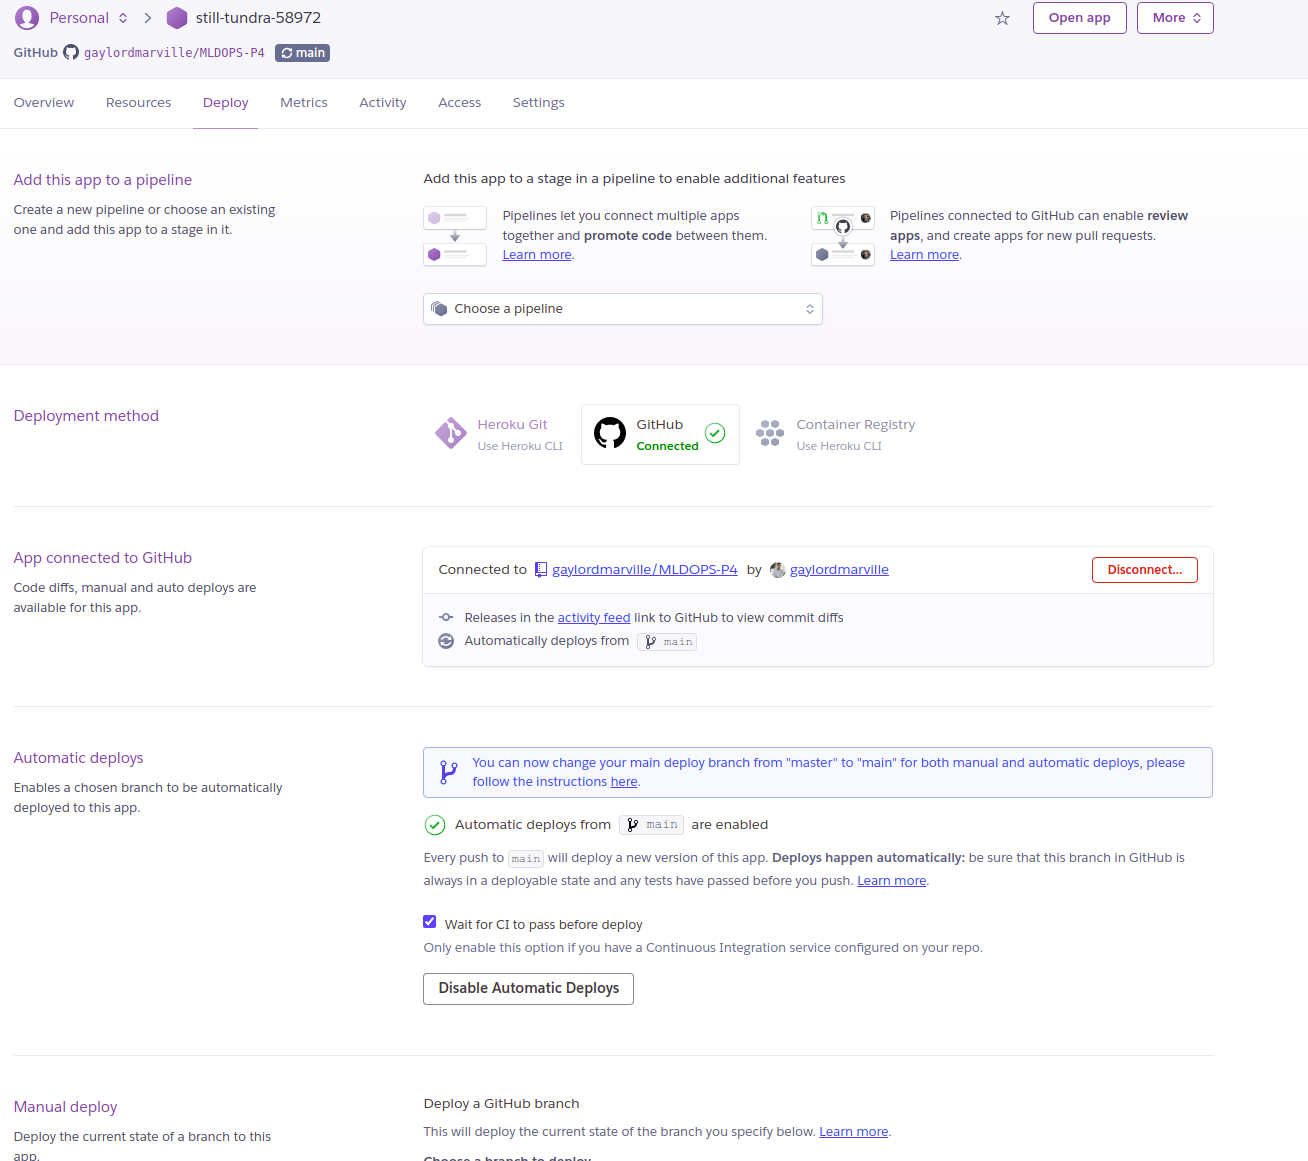 Personal still-tundra-58972 Open app More
GitHub gaylordmarville/MLDOPS-P4 main
Overview Resources Deploy Metrics Activity Access Settings
Add this app to a pipeline
Create a new pipeline or choose an existing
one and add this app to a stage in it.
Add this app to a stage in a pipeline to enable additional features
Pipelines let you connect multiple apps
together and promote code between them.
Learn more.
Pipelines connected to GitHub can enable review
apps, and create apps for new pull requests.
Learn more.
Choose a pipeline
Deployment method
Heroku Git
Use Heroku CLI
GitHub
Connected
Container Registry
Use Heroku CLI
App connected to GitHub
Code diffs, manual and auto deploys are
available for this app.
Connected to gaylordmarville/MLDOPS-P4 by gaylordmarville Disconnect...
Releases in the activity feed link to GitHub to view commit diffs
Automatically deploys from main
Automatic deploys
Enables a chosen branch to be automatically
deployed to this app.
You can now change your main deploy branch from "master" to "main" for both manual and automatic deploys, please
follow the instructions here.
Automatic deploys from main are enabled
Every push to main will deploy a new version of this app. Deploys happen automatically: be sure that this branch in GitHub is
always in a deployable state and any tests have passed before you push. Learn more.
Wait for CI to pass before deploy
Only enable this option if you have a Continuous Integration service configured on your repo.
Disable Automatic Deploys
Manual deploy
Deploy the current state of a branch to this
app.
Deploy a GitHub branch
This will deploy the current state of the branch you specify below. Learn more.
Choose a branch to deploy